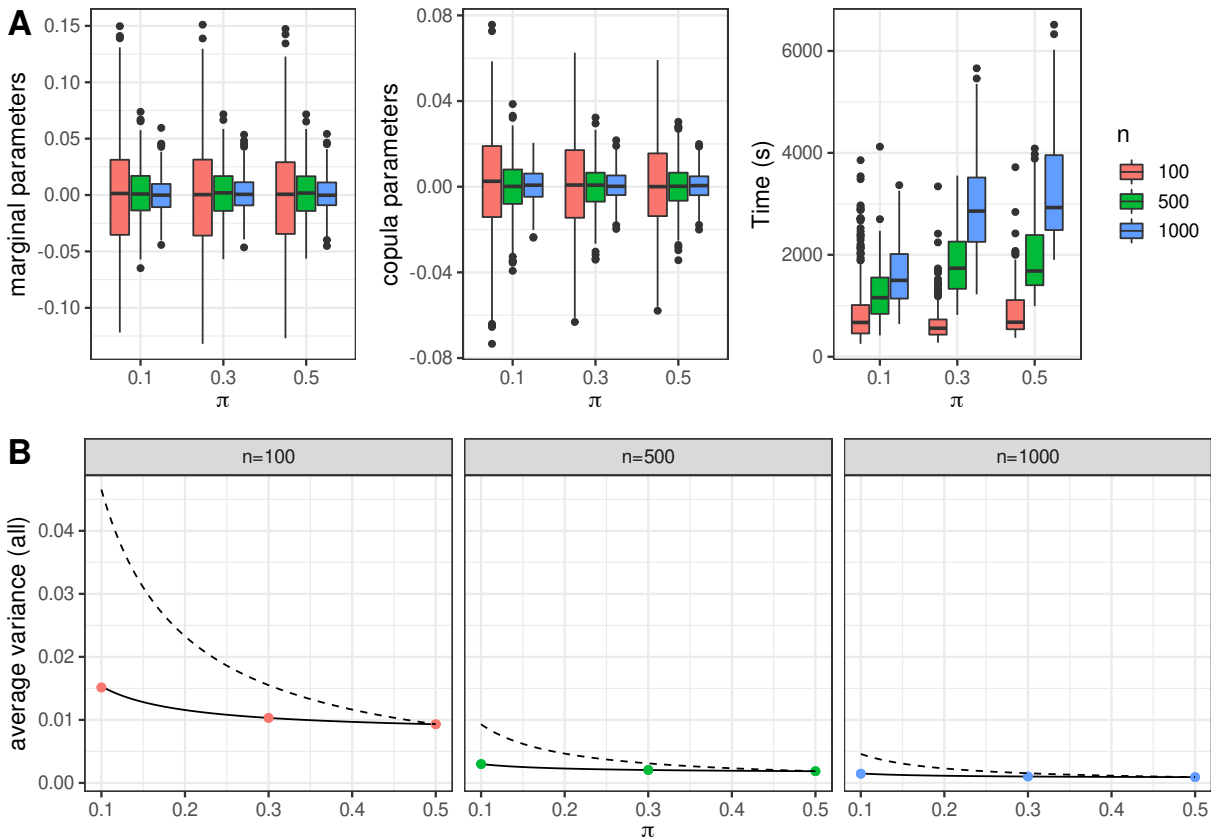 A
marginal parameters
0.15
0.10
0.05
0.00
-0.05
-0.10
0.1 0.3 0.5
π
copula parameters
0.08
0.04
0.00
-0.04
-0.08
0.1 0.3 0.5
π
Time (s)
6000
4000
2000
0
0.1 0.3 0.5
π
n
100
500
1000
B
n=100 n=500 n=1000
average variance (all)
0.04
0.03
0.02
0.01
0.00
0.1 0.2 0.3 0.4 0.5 0.1 0.2 0.3 0.4 0.5 0.1 0.2 0.3 0.4 0.5
π